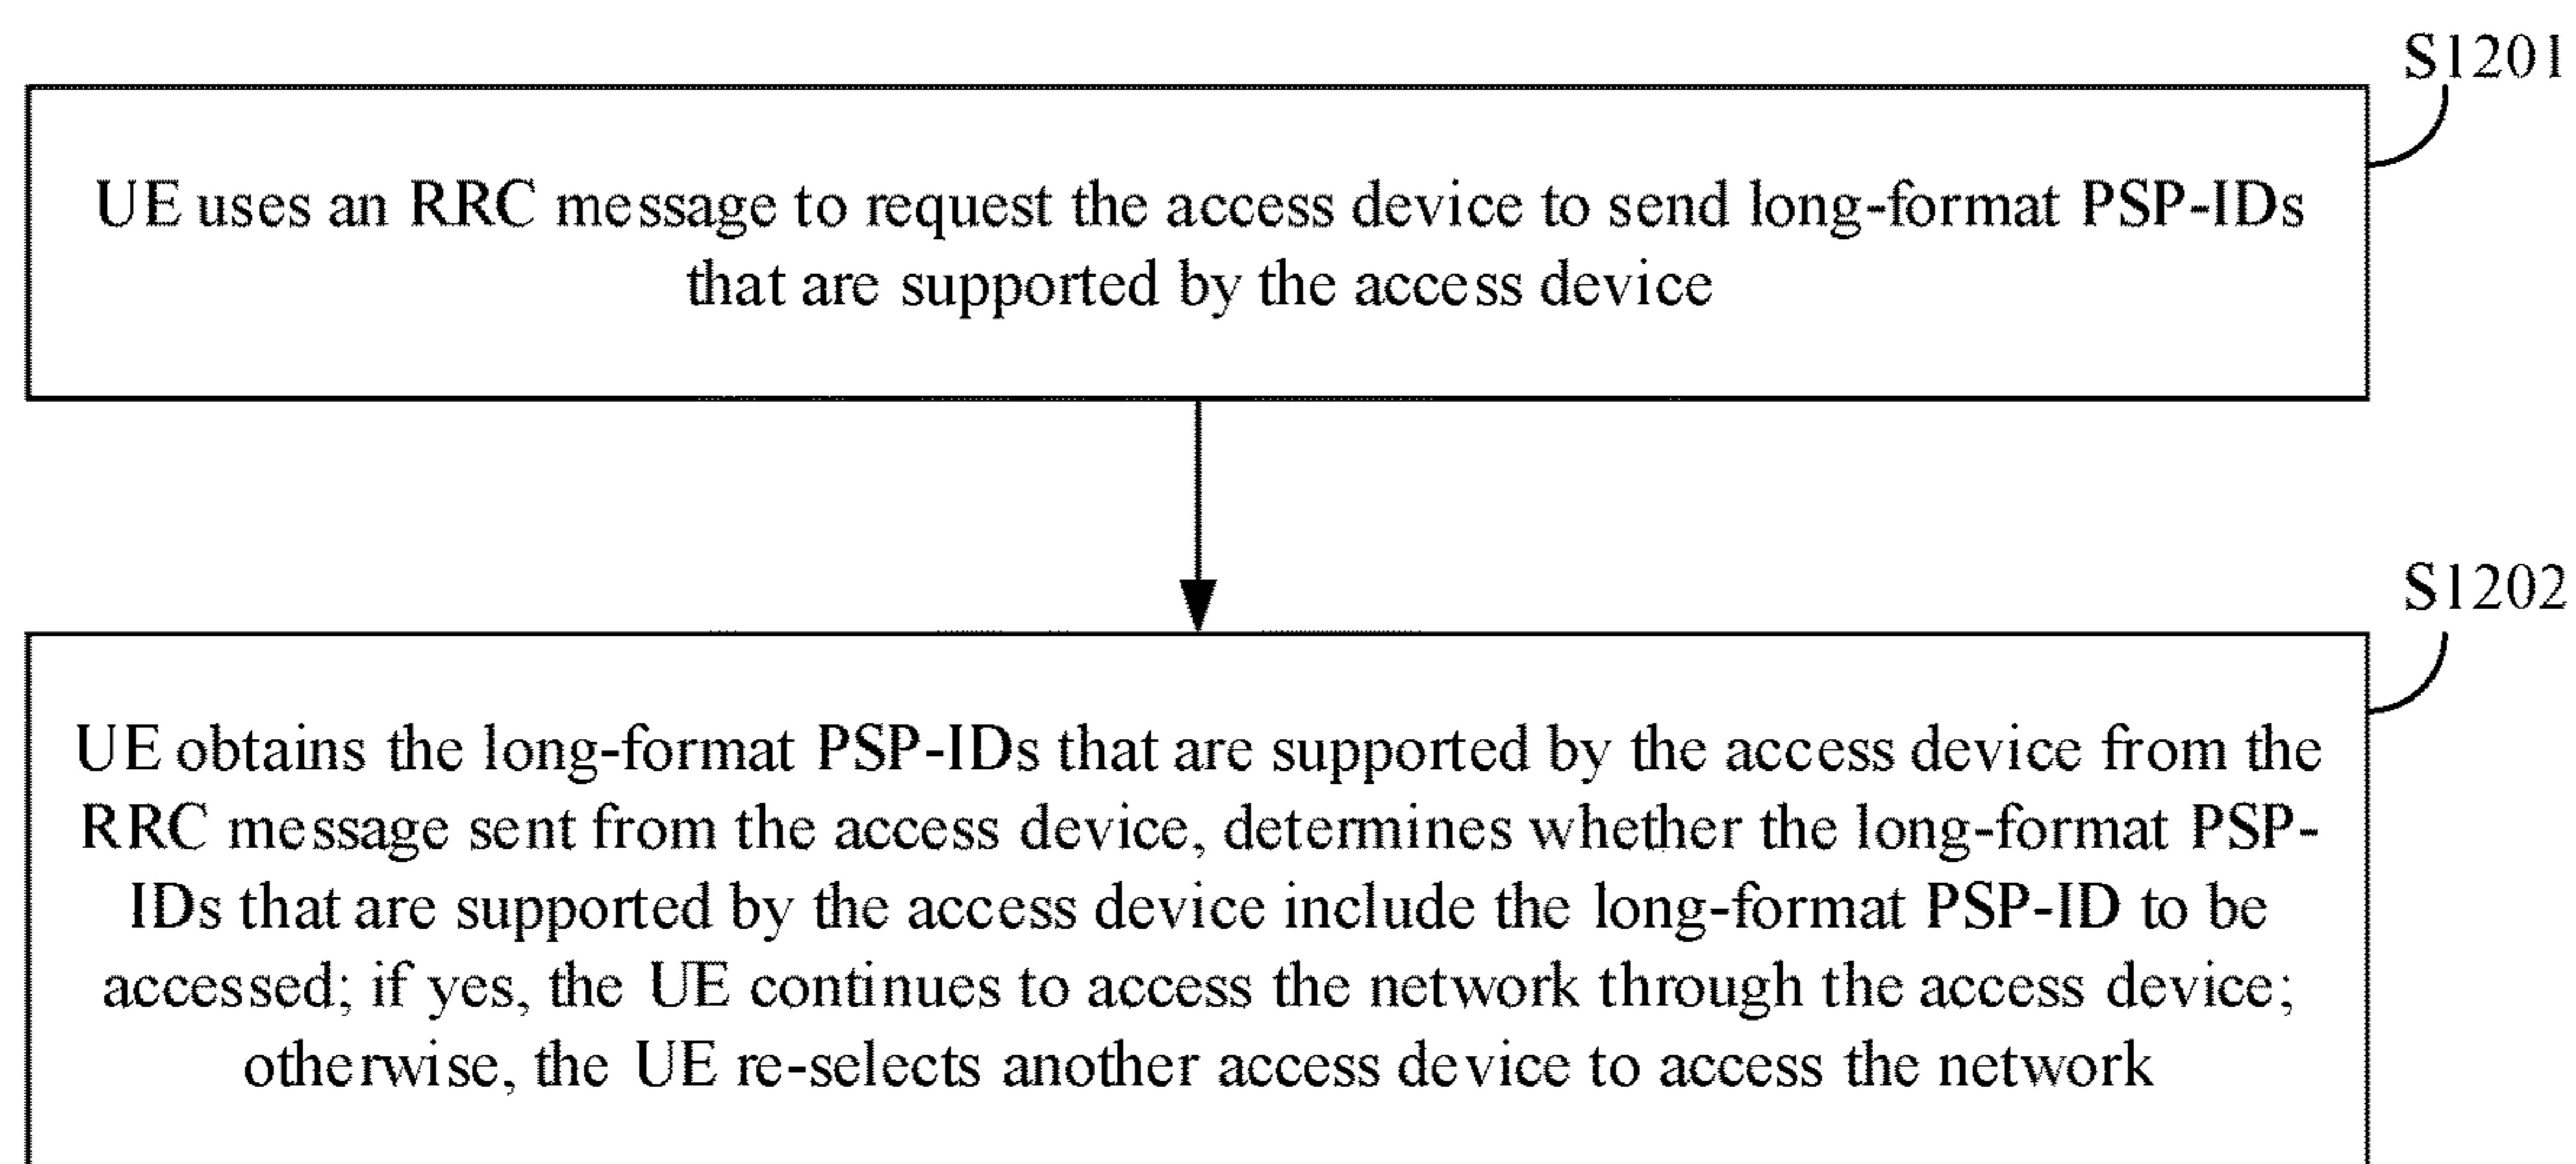 S1201
UE uses an RRC message to request the access device to send long-format PSP-IDs
that are supported by the access device
S1202
UE obtains the long-format PSP-IDs that are supported by the access device from the
RRC message sent from the access device, determines whether the long-format PSP-
IDs that are supported by the access device include the long-format PSP-ID to be
accessed; if yes, the UE continues to access the network through the access device;
otherwise, the UE re-selects another access device to access the network